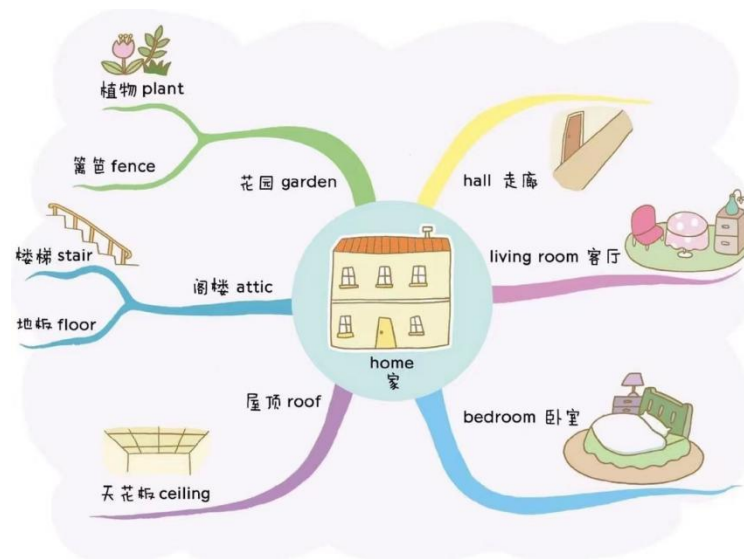 植物 plant
篱笆 fence
花园 garden
hall 走廊
楼梯 stair
阁楼 attic
地板 floor
living room 客厅
home
家
屋顶 roof
bedroom 卧室
天花板 ceiling